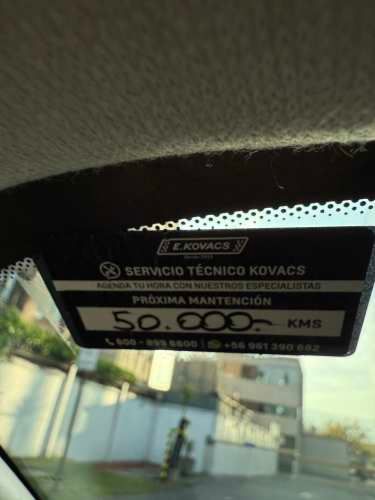 E.KOVACS
SERVICIO TÉCNICO KOVACS
AGENDA TU HORA CON NUESTROS ESPECIALISTAS
PRÓXIMA MANTENCIÓN
50.000.- KMS
600 - 899 6600 | +56 961 390 662